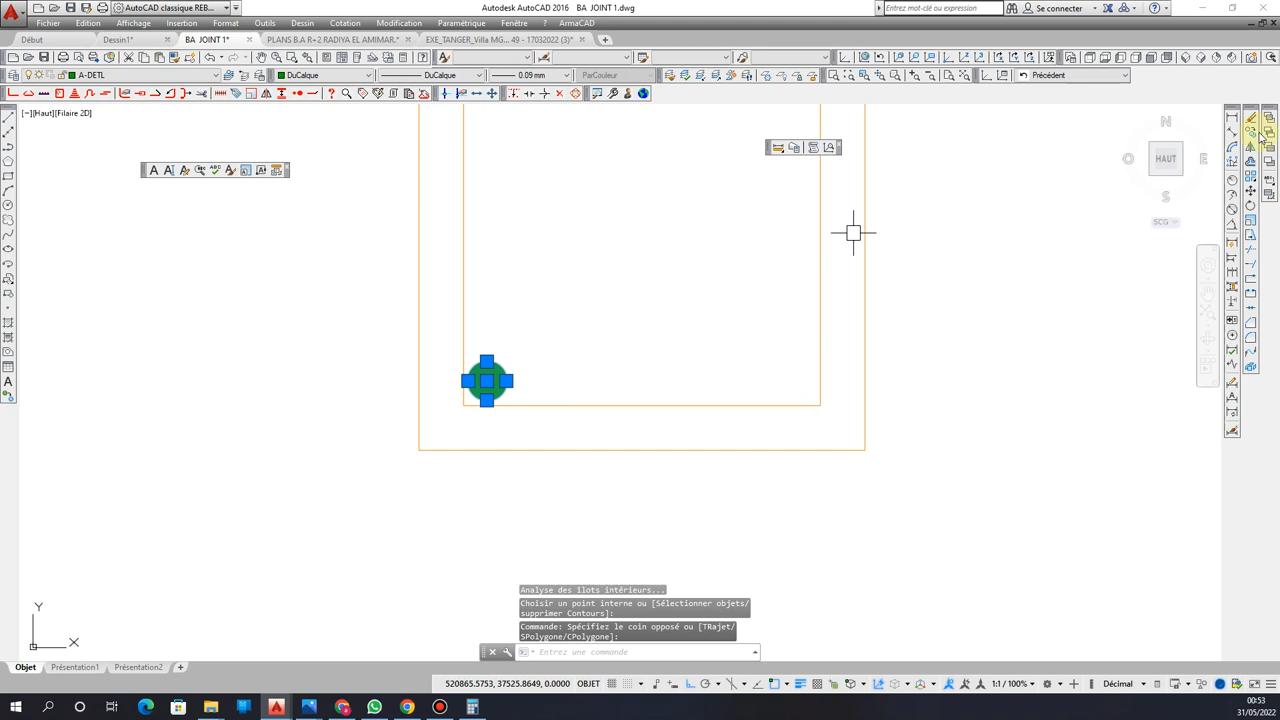 AutoCAD classique REB...
Autodesk AutoCAD 2016   BA  JOINT 1.dwg
Entrez mot-clé ou expression
Se connecter
Fichier Edition Affichage Insertion Format Outils Dessin Cotation Modification Paramétrique Fenêtre ? ArmaCAD
Début Dessin1* BA JOINT 1* PLANS B.A R+2 RADIYA EL AMIMAR.* EXE_TANGER_Villa MG... 49 - 17032022 (3)*
A-DETL DuCalque DuCalque 0.09 mm ParCouleur Précédent
[−][Haut][Filaire 2D]
N
O HAUT E
S
SCG
Analyse des îlots intérieurs...
Choisir un point interne ou [Sélectionner objets/
supprimer Contours]:
Commande: Spécifiez le coin opposé ou [TRajet/
SPolygone/CPolygone]:
Entrez une commande
Y
X
Objet Présentation1 Présentation2 +
520865.5753, 37525.8649, 0.0000 OBJET 1:1 / 100% Décimal
00:53
31/05/2022